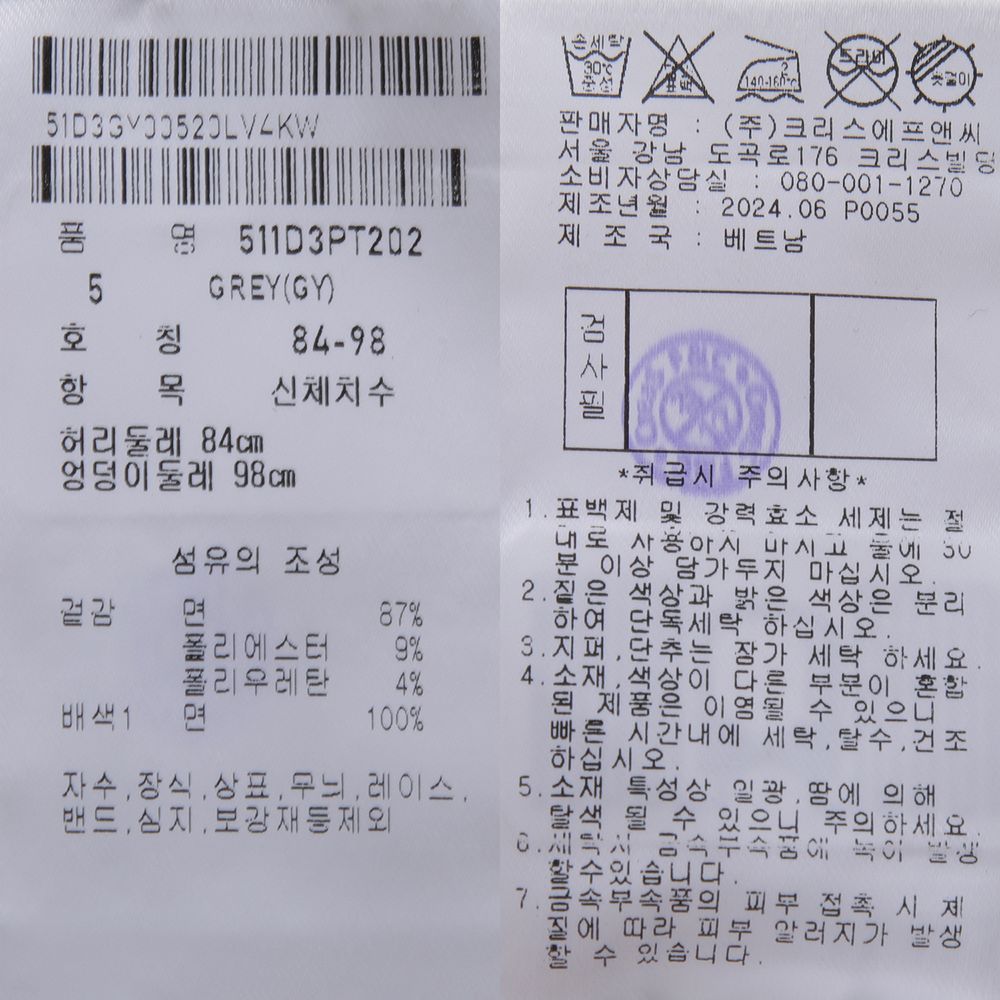 51D3GY00520LV4KW
품 명 511D3PT202
5 GREY(GY)
호 칭 84-98
항 목 신체치수
허리둘레 84cm
엉덩이둘레 98cm
섬유의 조성
겉감 면 87%
폴리에스터 9%
폴리우레탄 4%
배색1 면 100%
자수,장식,상표,무늬,레이스,
밴드,심지,보강재등제외
손세탁
30℃
중성
표백
140-160℃
드라이
옷걸이
판매자명 : (주)크리스에프앤씨
서울 강남 도곡로176 크리스빌딩
소비자상담실 : 080-001-1270
제조년월 : 2024.06 P0055
제 조 국 : 베트남
검
사
필
*취급시 주의사항*
1.표백제 및 강력효소 세제는 절
대로 사용하지 마시고 물에 30
분 이상 담가두지 마십시오.
2.짙은 색상과 밝은 색상은 분리
하여 단독세탁 하십시오.
3.지퍼,단추는 잠가 세탁 하세요.
4.소재,색상이 다른 부분이 혼합
된 제품은 이염될 수 있으니
빠른 시간내에 세탁,탈수,건조
하십시오.
5.소재 특성상 일광,땀에 의해
탈색 될 수 있으니 주의하세요.
6.세탁시 금속부속품에 녹이 발생
할수있습니다.
7.금속부속품의 피부 접촉 시 체
질에 따라 피부 알러지가 발생
할 수 있습니다.